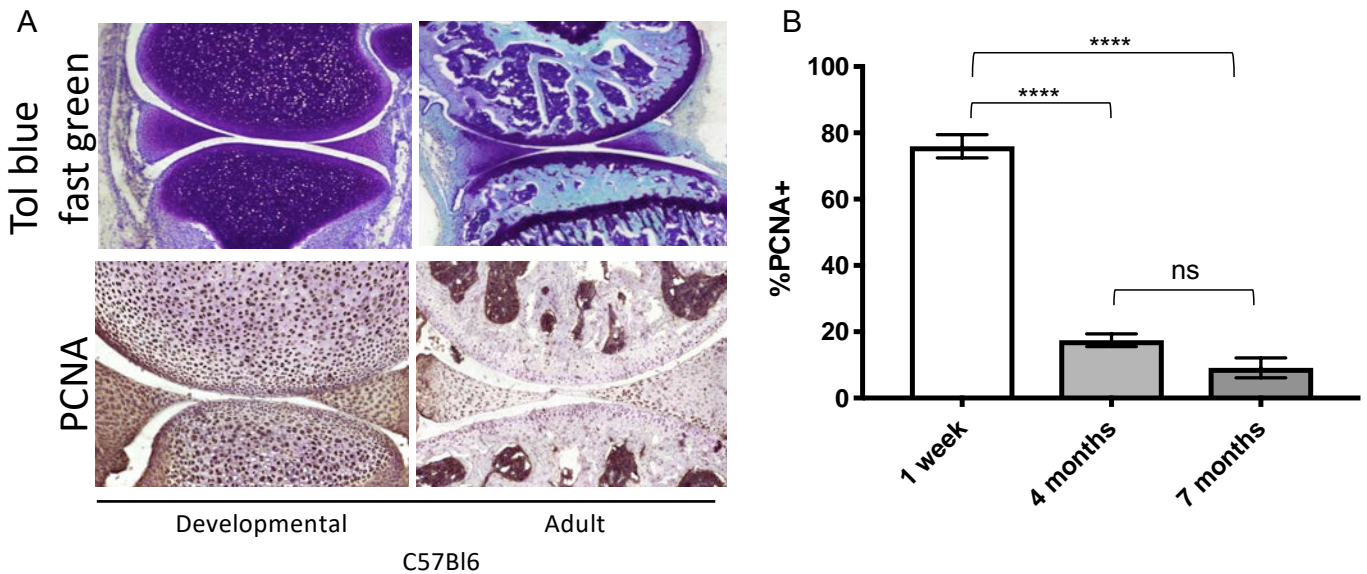 A
Tol blue
fast green
PCNA
Developmental
Adult
C57Bl6
B
%PCNA+
100
80
60
40
20
0
****
****
ns
1 week
4 months
7 months